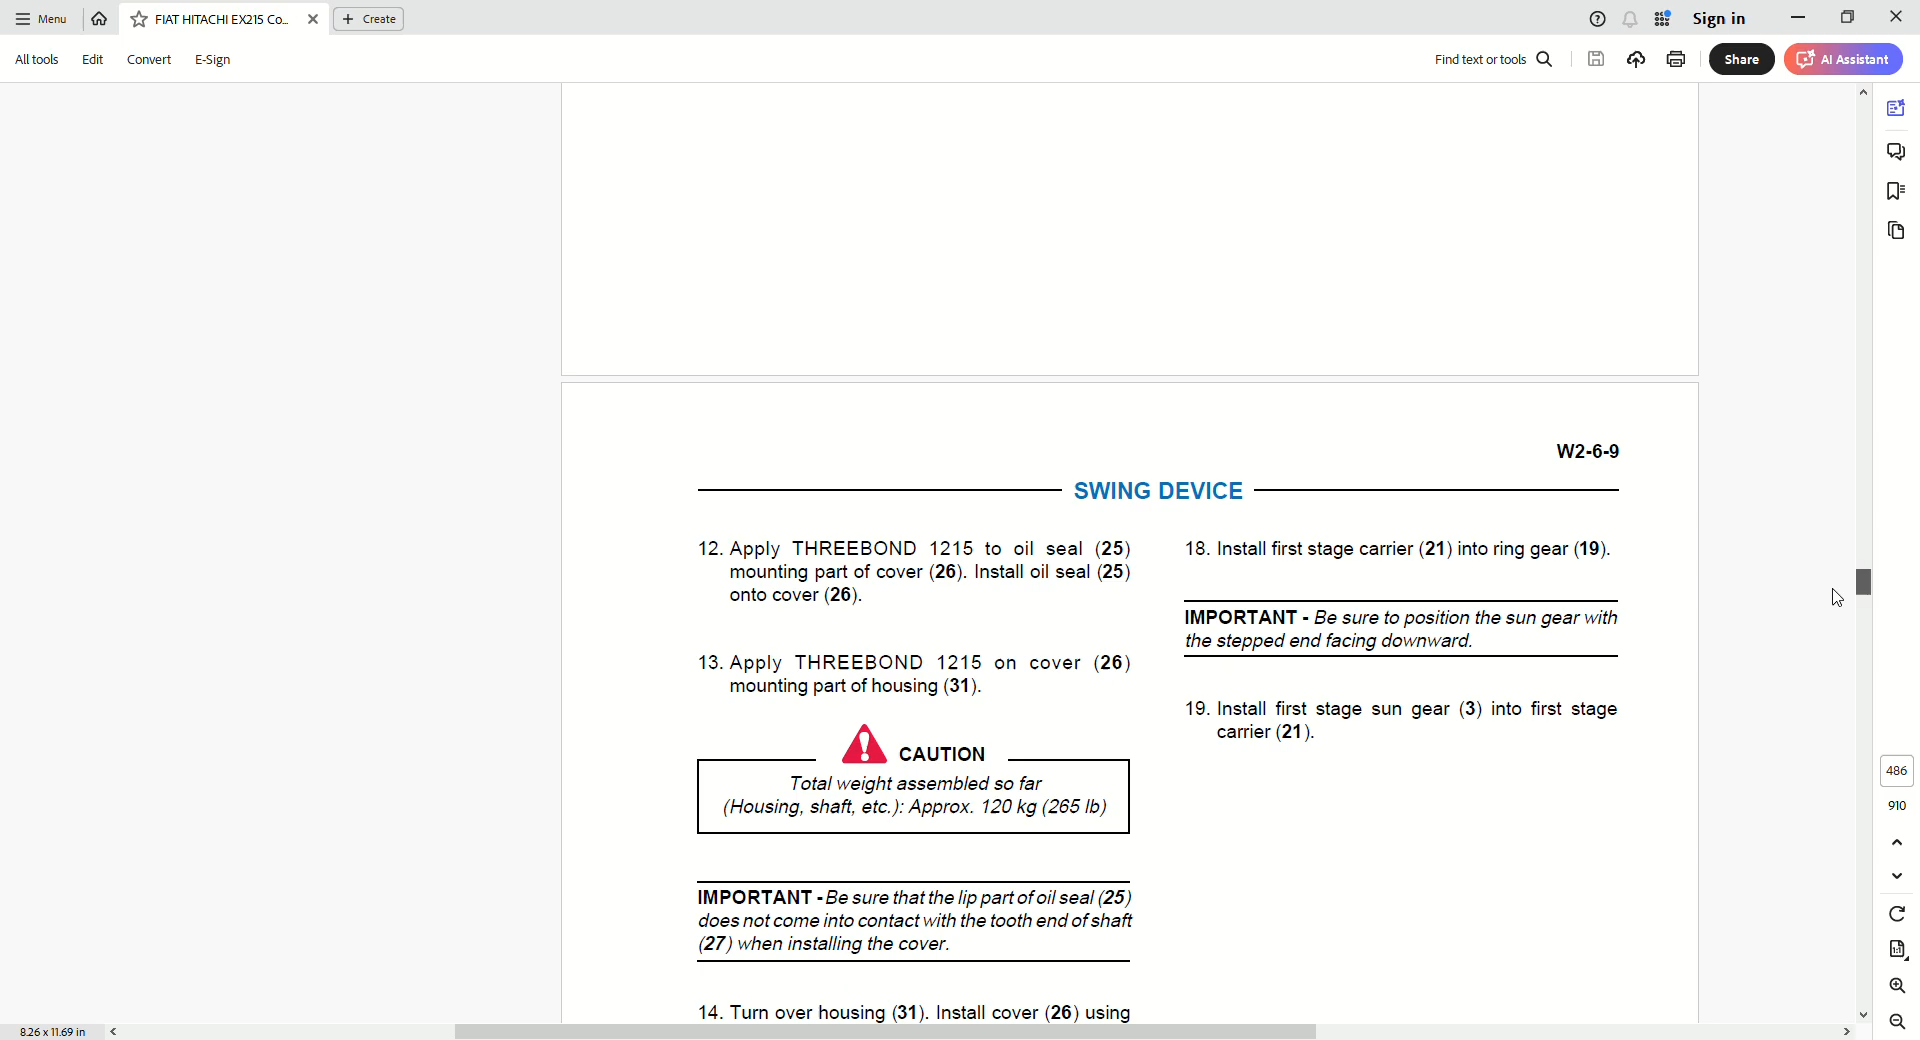 Menu
FIAT HITACHI EX215 Co...
Create
Sign in
All tools
Edit
Convert
E-Sign
Find text or tools
Share
AI Assistant
W2-6-9
SWING DEVICE
12. Apply THREEBOND 1215 to oil seal (25)
mounting part of cover (26). Install oil seal (25)
onto cover (26).
13. Apply THREEBOND 1215 on cover (26)
mounting part of housing (31).
CAUTION
Total weight assembled so far
(Housing, shaft, etc.): Approx. 120 kg (265 lb)
IMPORTANT - Be sure that the lip part of oil seal (25)
does not come into contact with the tooth end of shaft
(27) when installing the cover.
14. Turn over housing (31). Install cover (26) using
18. Install first stage carrier (21) into ring gear (19).
IMPORTANT - Be sure to position the sun gear with
the stepped end facing downward.
19. Install first stage sun gear (3) into first stage
carrier (21).
486
910
8.26 x 11.69 in